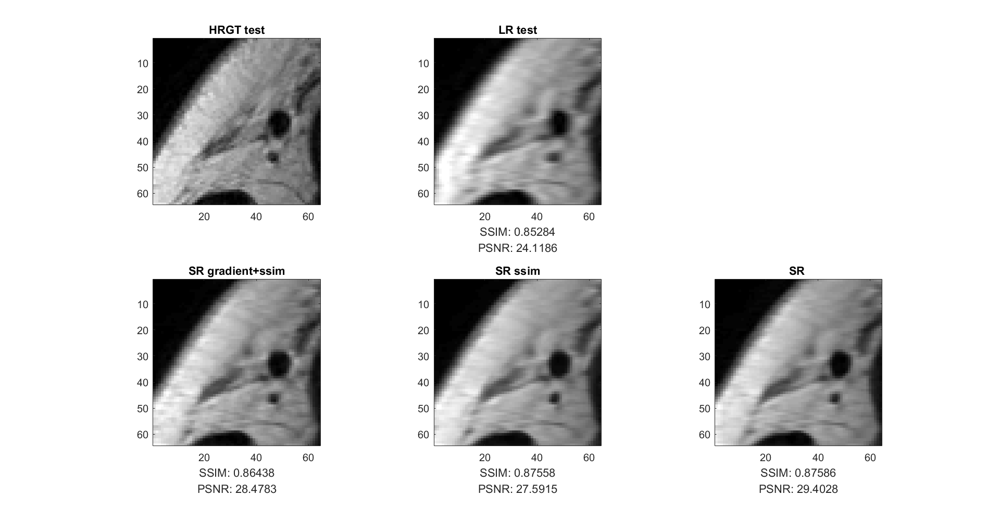 HRGT test
10
20
30
40
50
60
20 40 60
LR test
10
20
30
40
50
60
20 40 60
SSIM: 0.85284
PSNR: 24.1186
SR gradient+ssim
10
20
30
40
50
60
20 40 60
SSIM: 0.86438
PSNR: 28.4783
SR ssim
10
20
30
40
50
60
20 40 60
SSIM: 0.87558
PSNR: 27.5915
SR
10
20
30
40
50
60
20 40 60
SSIM: 0.87586
PSNR: 29.4028